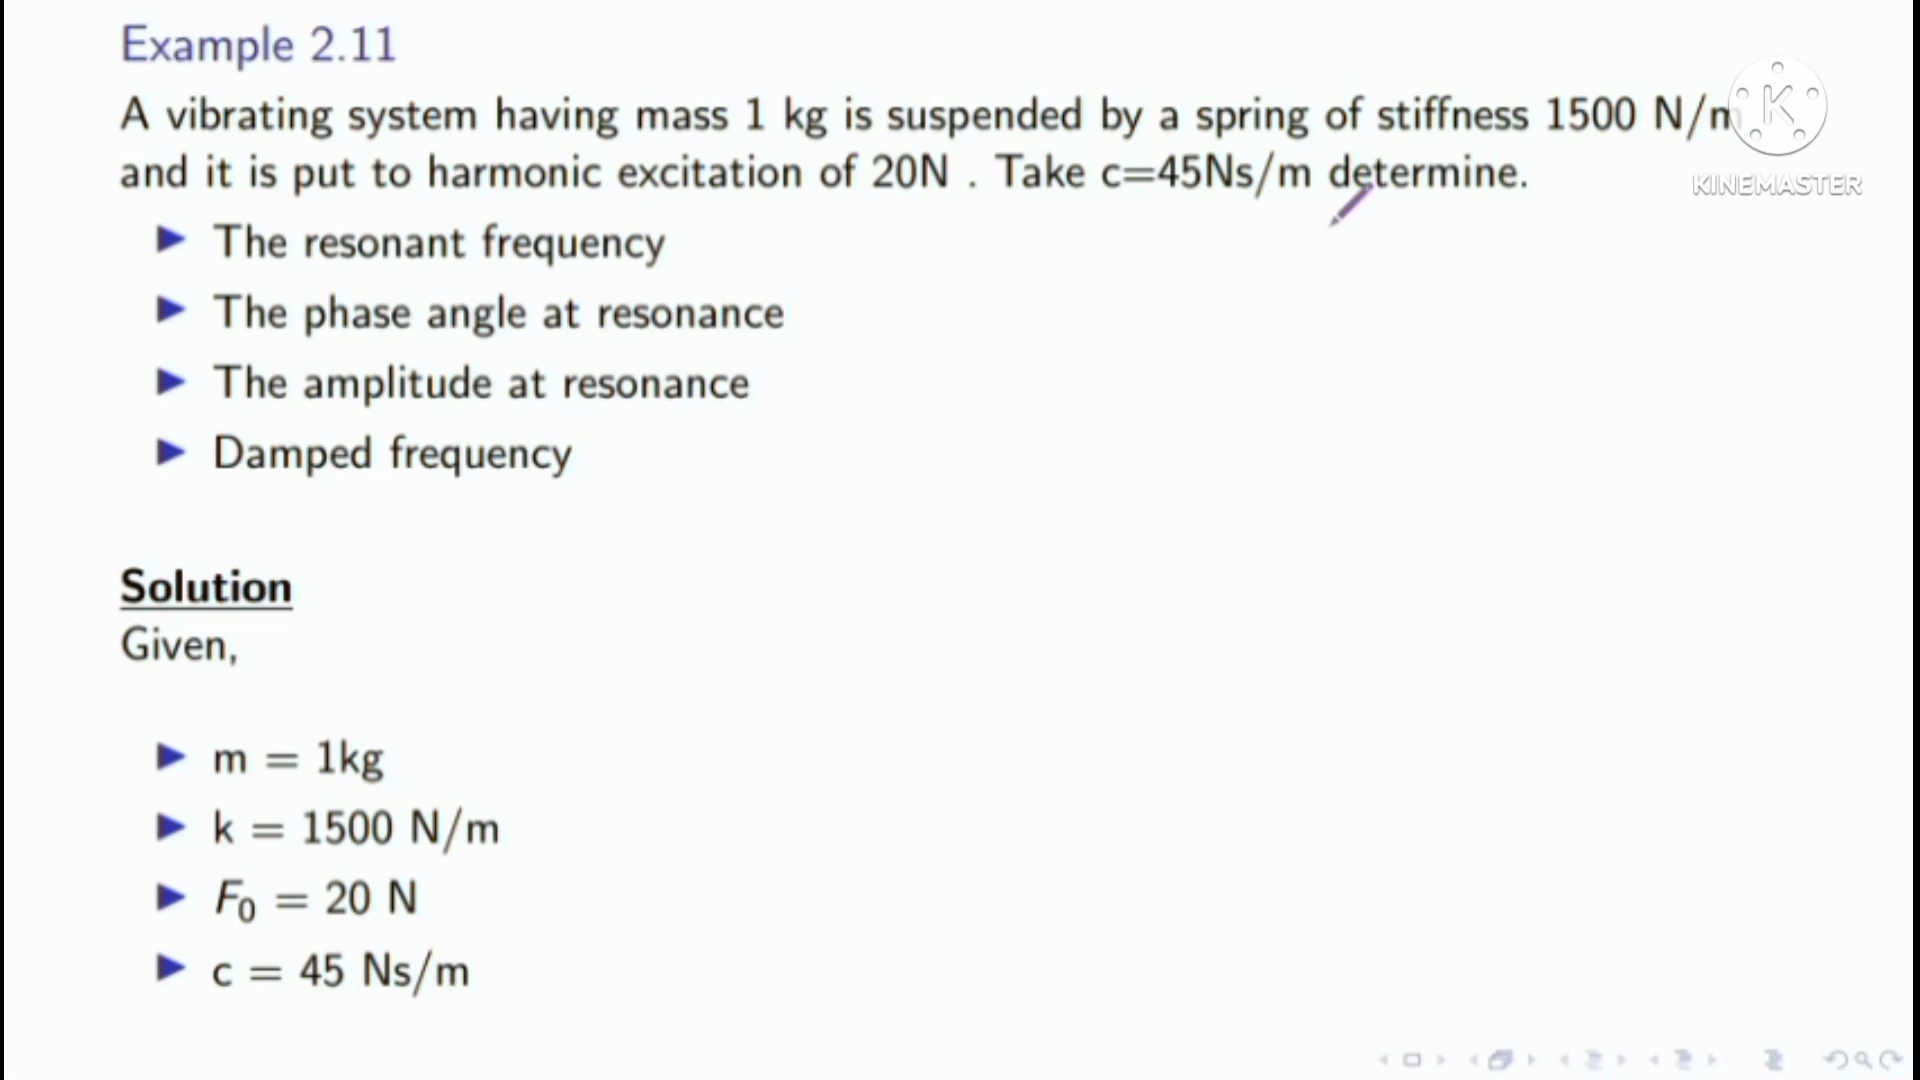 Example 2.11
A vibrating system having mass 1 kg is suspended by a spring of stiffness 1500 N/m
and it is put to harmonic excitation of 20N . Take c=45Ns/m determine.
The resonant frequency
The phase angle at resonance
The amplitude at resonance
Damped frequency
Solution
Given,
m = 1kg
k = 1500 N/m
F₀ = 20 N
c = 45 Ns/m
K
KINEMASTER